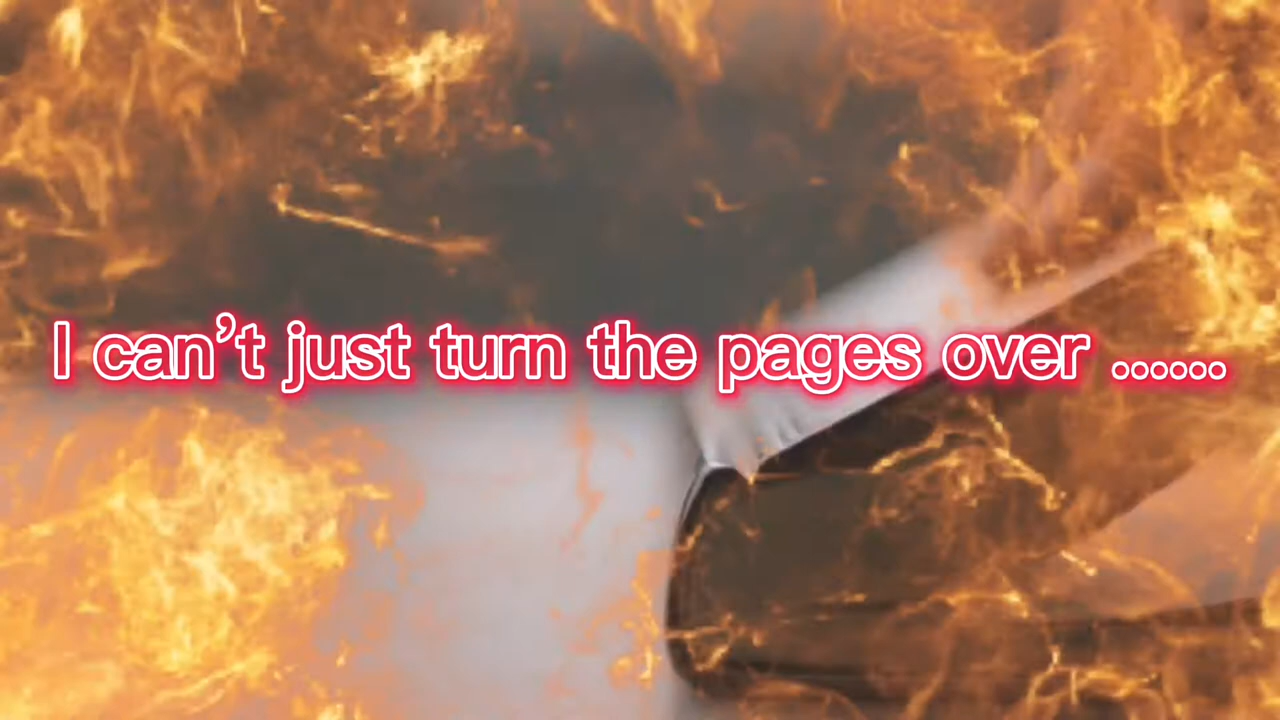 I can’t just turn the pages over ......